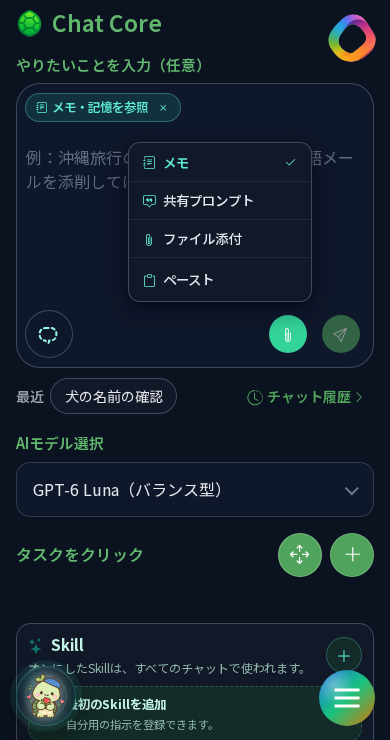 Chat Core
やりたいことを入力（任意）
メモ・記憶を参照 ×
例：沖縄旅行の
語メー
ルを添削して
メモ
共有プロンプト
ファイル添付
ペースト
最近
犬の名前の確認
チャット履歴
AIモデル選択
GPT-6 Luna（バランス型）
タスクをクリック
Skill
オンにしたSkillは、すべてのチャットで使われます。
最初のSkillを追加
自分用の指示を登録できます。